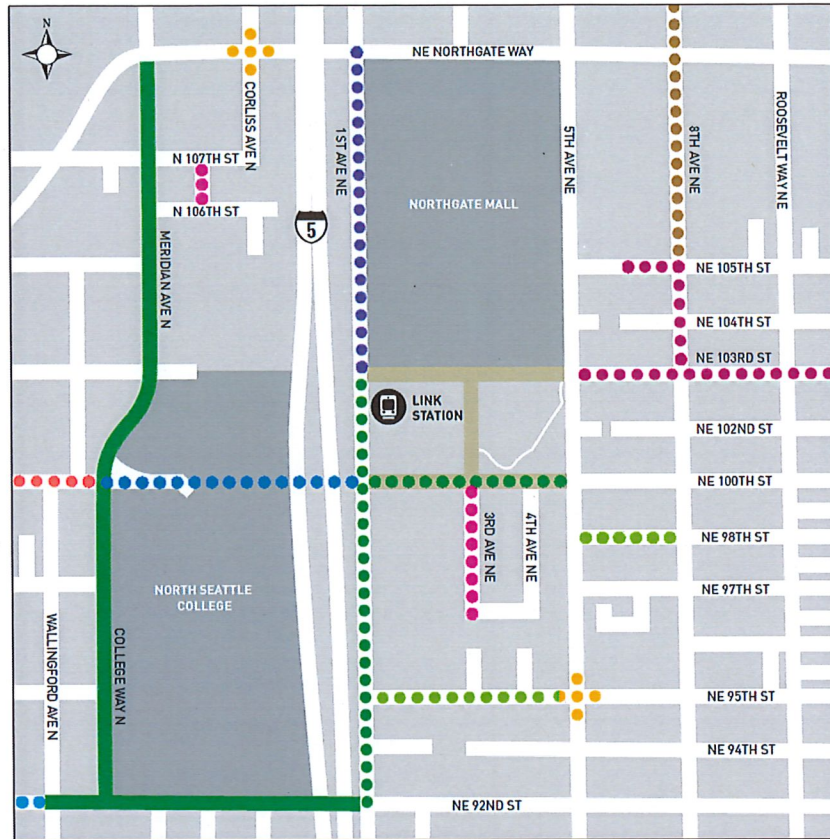 N
NE NORTHGATE WAY
CORLISS AVE N
1ST AVE NE
5TH AVE NE
8TH AVE NE
ROOSEVELT WAY NE
N 107TH ST
N 106TH ST
NORTHGATE MALL
5
MERIDIAN AVE N
NE 105TH ST
NE 104TH ST
NE 103RD ST
LINK
STATION
NE 102ND ST
NE 100TH ST
3RD AVE NE
4TH AVE NE
NE 98TH ST
NORTH SEATTLE
COLLEGE
NE 97TH ST
WALLINGFORD AVE N
COLLEGE WAY N
NE 95TH ST
NE 94TH ST
NE 92ND ST